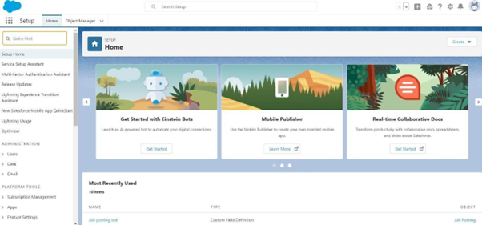 Search Setup
Setup
Home
Object Manager
Quick Find
Setup Home
Service Setup Assistant
Multi-Factor Authentication Assistant
Release Updates
Lightning Experience Transition
Assistant
New Salesforce Mobile App QuickStart
Lightning Usage
Optimizer
ADMINISTRATION
Users
Data
Email
PLATFORM TOOLS
Subscription Management
Apps
Feature Settings
SETUP
Home
Create
Get Started with Einstein Bots
Launch an AI-powered bot to automate your digital connections.
Get Started
Mobile Publisher
Use the Mobile Publisher to create your own branded mobile
app.
Learn More
Real-time Collaborative Docs
Transform productivity with collaborative docs, spreadsheets,
and slides inside Salesforce.
Get Started
Most Recently Used
NAME
TYPE
OBJECT
Custom Field Definition
Job Posting